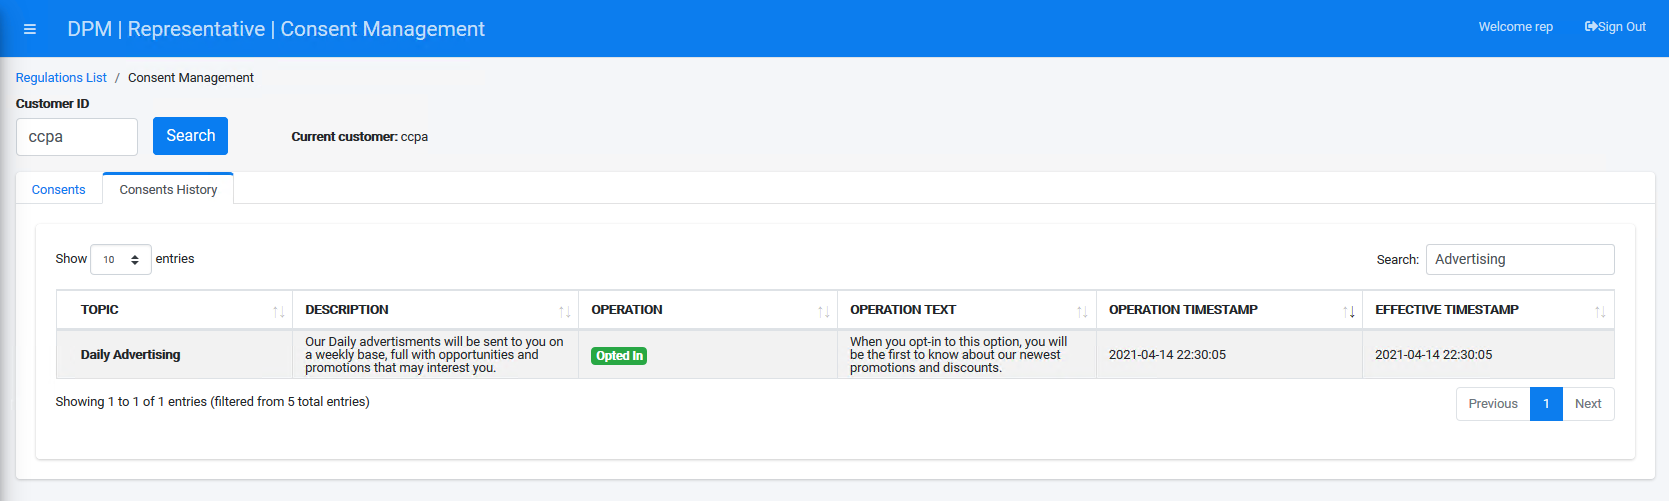 DPM | Representative | Consent Management
Welcome rep
Sign Out
Regulations List / Consent Management
Customer ID
ccpa
Search
Current customer: ccpa
Consents
Consents History
Show 10 entries
Search: Advertising
TOPIC
DESCRIPTION
OPERATION
OPERATION TEXT
OPERATION TIMESTAMP
EFFECTIVE TIMESTAMP
Daily Advertising
Our Daily advertisments will be sent to you on
a weekly base, full with opportunities and
promotions that may interest you.
Opted In
When you opt-in to this option, you will
be the first to know about our newest
promotions and discounts.
2021-04-14 22:30:05
2021-04-14 22:30:05
Showing 1 to 1 of 1 entries (filtered from 5 total entries)
Previous
1
Next